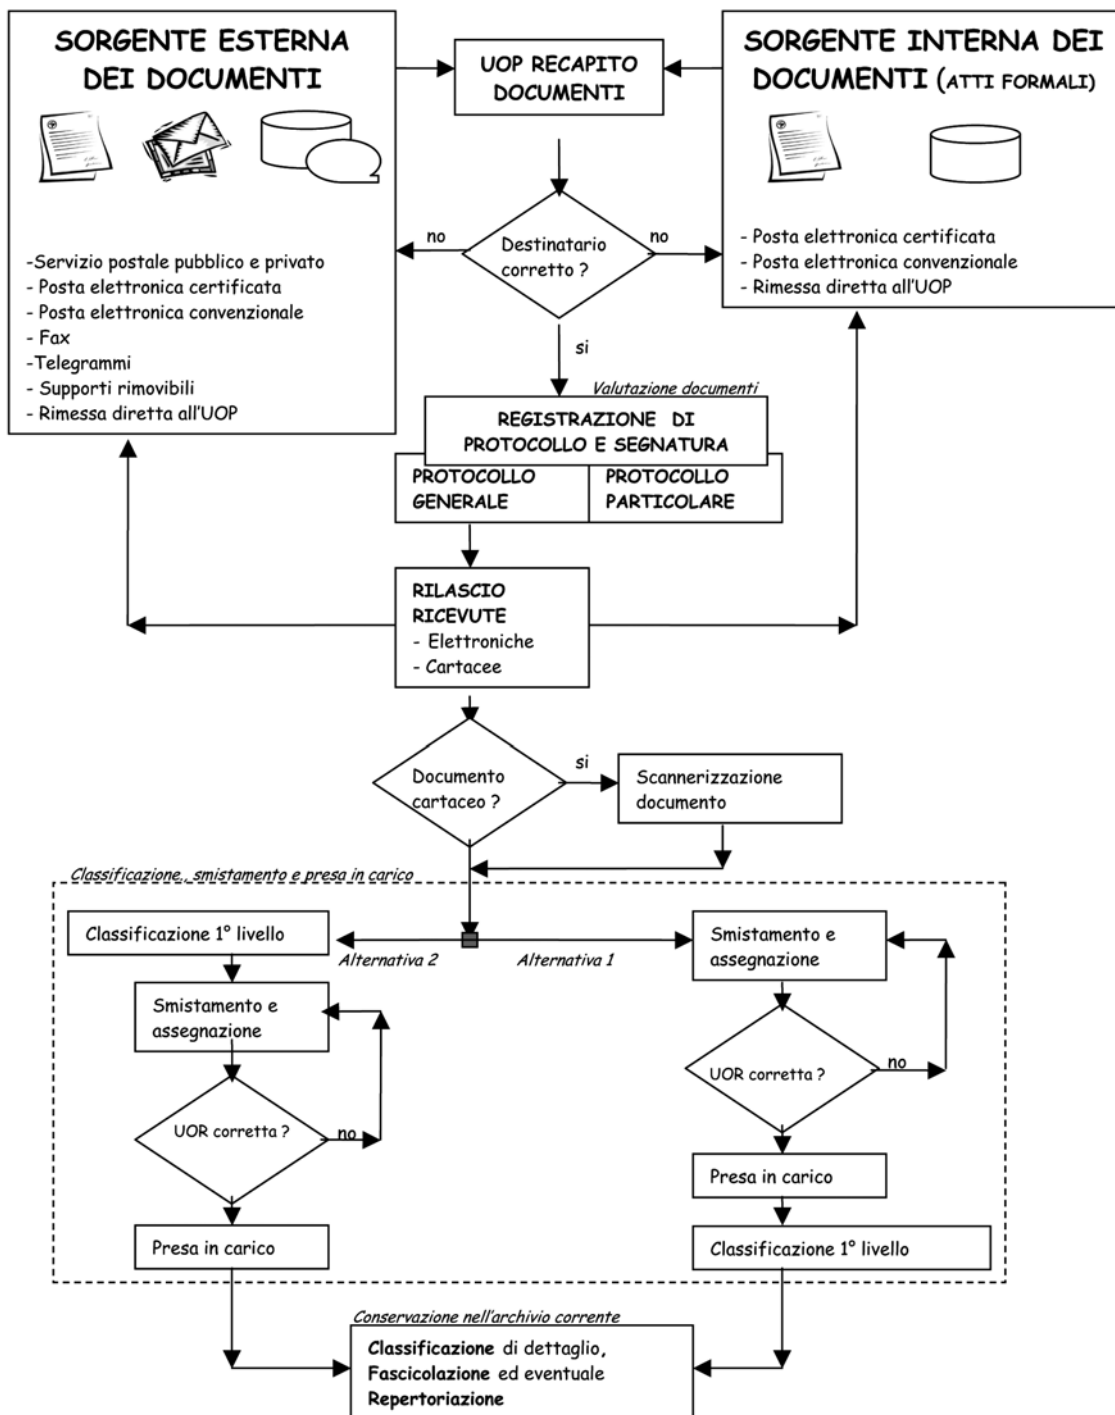 SORGENTE ESTERNA
DEI DOCUMENTI
-Servizio postale pubblico e privato
- Posta elettronica certificata
- Posta elettronica convenzionale
- Fax
-Telegrammi
- Supporti rimovibili
- Rimessa diretta all'UOP
UOP RECAPITO
DOCUMENTI
SORGENTE INTERNA DEI
DOCUMENTI (ATTI FORMALI)
- Posta elettronica certificata
- Posta elettronica convenzionale
- Rimessa diretta all'UOP
no
Destinatario
corretto ?
no
si
Valutazione documenti
REGISTRAZIONE DI
PROTOCOLLO E SEGNATURA
PROTOCOLLO
GENERALE
PROTOCOLLO
PARTICOLARE
RILASCIO
RICEVUTE
- Elettroniche
- Cartacee
Documento
cartaceo ?
si
Scannerizzazione
documento
Classificazione., smistamento e presa in carico
Classificazione 1° livello
Alternativa 2
Alternativa 1
Smistamento e
assegnazione
Smistamento e
assegnazione
UOR corretta ?
no
UOR corretta ?
no
Presa in carico
Presa in carico
Classificazione 1° livello
Conservazione nell'archivio corrente
Classificazione di dettaglio,
Fascicolazione ed eventuale
Repertoriazione